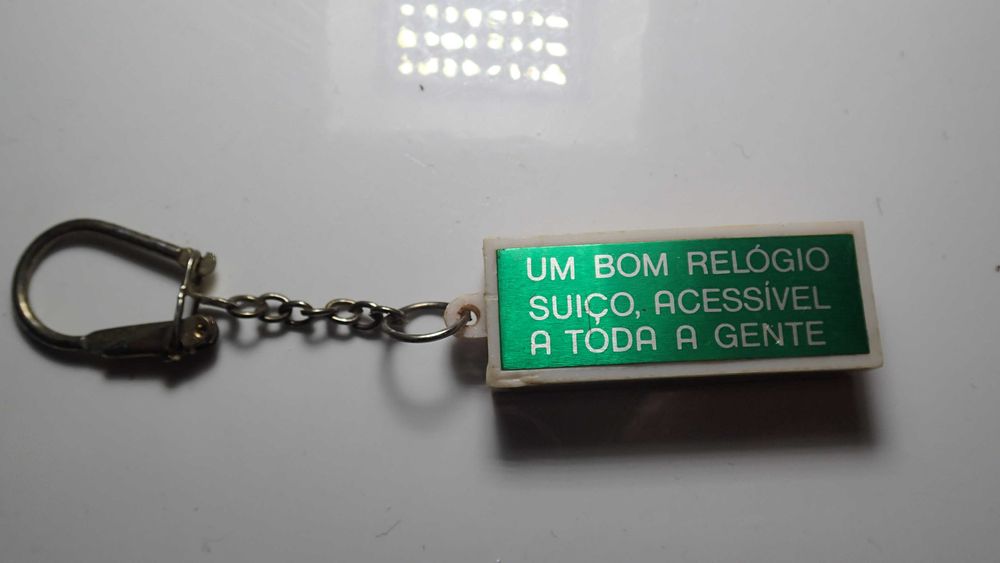 UM BOM RELÓGIO
SUIÇO, ACESSÍVEL
A TODA A GENTE